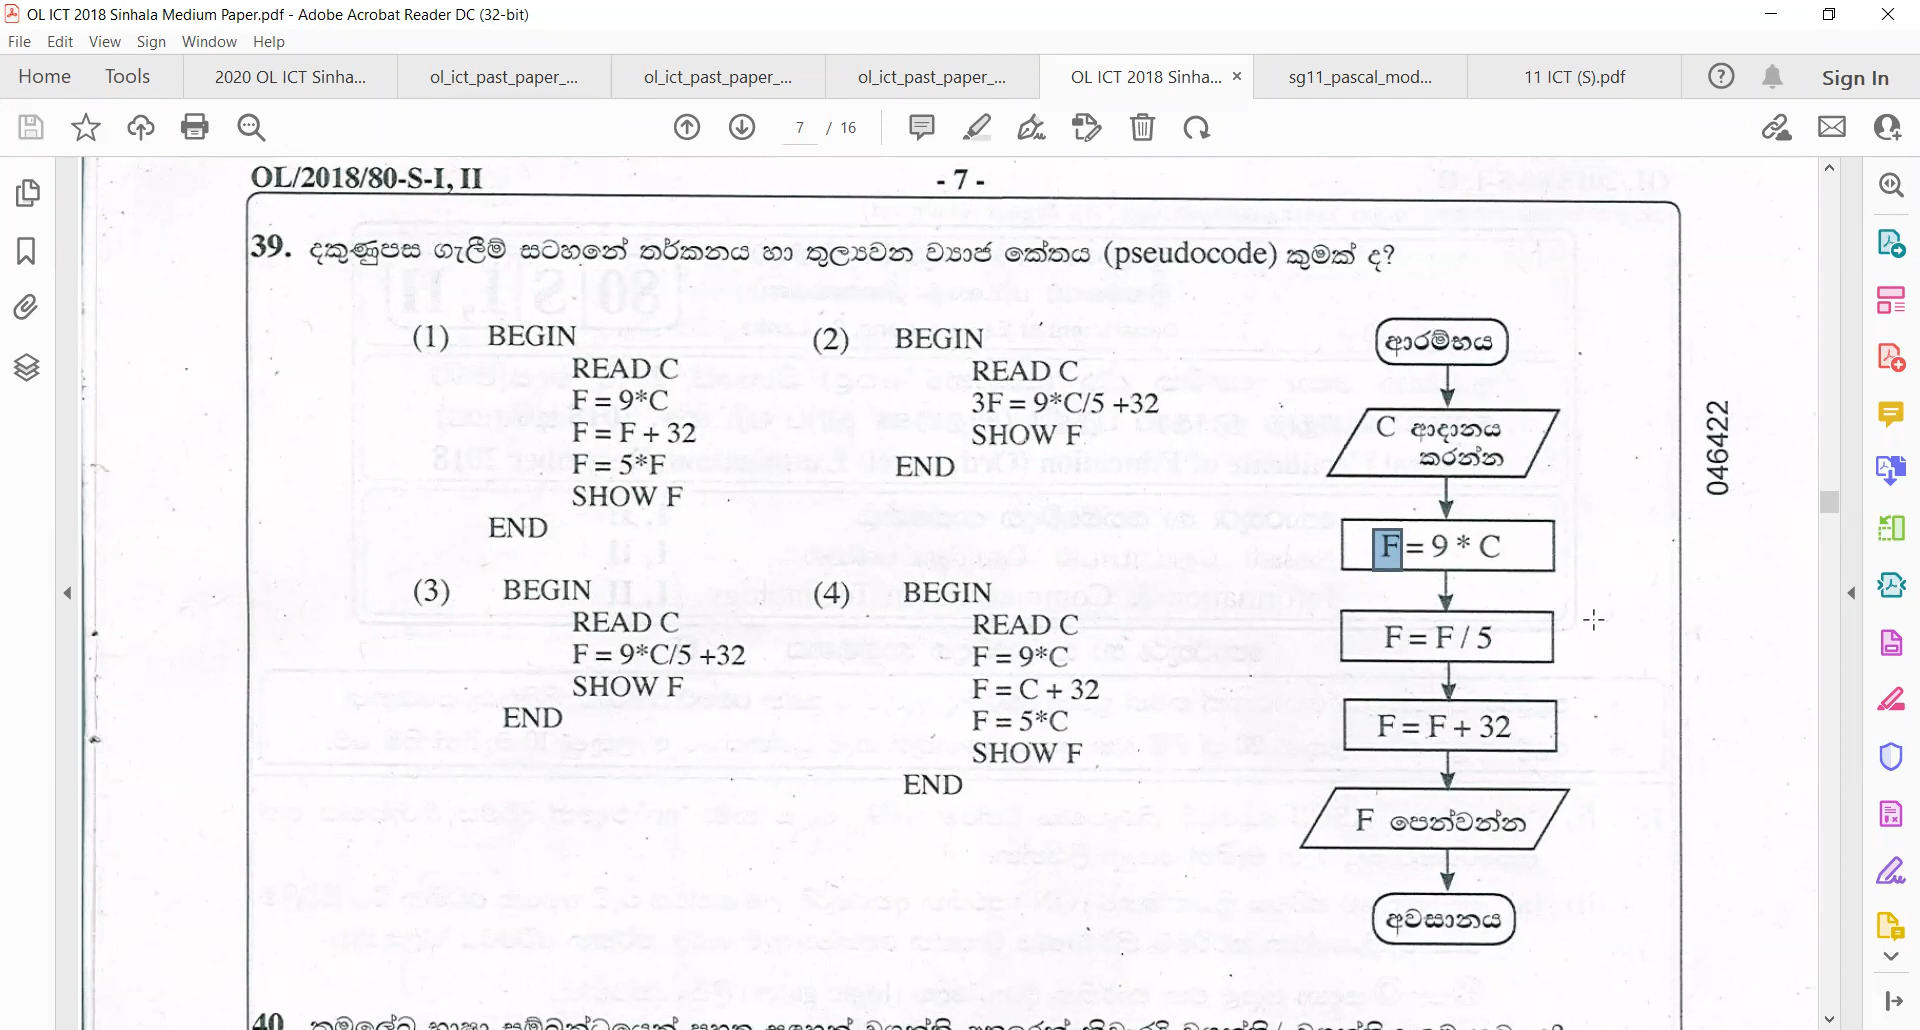 OL ICT 2018 Sinhala Medium Paper.pdf - Adobe Acrobat Reader DC (32-bit)
File Edit View Sign Window Help
Home Tools 2020 OL ICT Sinha... ol_ict_past_paper_... ol_ict_past_paper_... ol_ict_past_paper_... OL ICT 2018 Sinha... × sg11_pascal_mod... 11 ICT (S).pdf Sign In
7 / 16
OL/2018/80-S-I, II - 7 -
39. දකුණුපස ගැලීම් සටහනේ තර්කනය හා තුල්‍යවන ව්‍යාජ කේතය (pseudocode) කුමක් ද?
(1) BEGIN
READ C
F = 9*C
F = F + 32
F = 5*F
SHOW F
END
(2) BEGIN
READ C
3F = 9*C/5 +32
SHOW F
END
(3) BEGIN
READ C
F = 9*C/5 +32
SHOW F
END
(4) BEGIN
READ C
F = 9*C
F = C + 32
F = 5*C
SHOW F
END
ආරම්භය
C ආදානය
කරන්න
F = 9 * C
F = F / 5
F = F + 32
F පෙන්වන්න
අවසානය
046422
40.